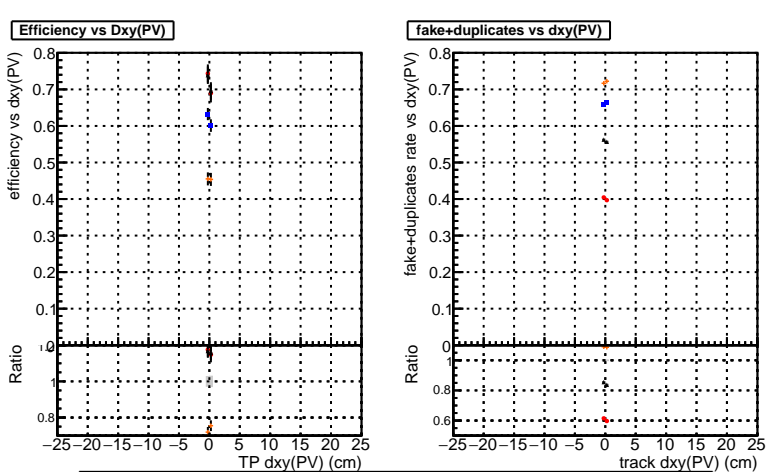 Efficiency vs Dxy(PV)
efficiency vs dxy(PV)
0.8
0.7
0.6
0.5
0.4
0.3
0.2
0.1
0
Ratio
1
0.8
−25 −20 −15 −10 −5 0 5 10 15 20 25
TP dxy(PV) (cm)
fake+duplicates vs dxy(PV)
fake+duplicates rate vs dxy(PV)
0.8
0.7
0.6
0.5
0.4
0.3
0.2
0.1
0
Ratio
1
0.8
0.6
−25 −20 −15 −10 −5 0 5 10 15 20 25
track dxy(PV) (cm)